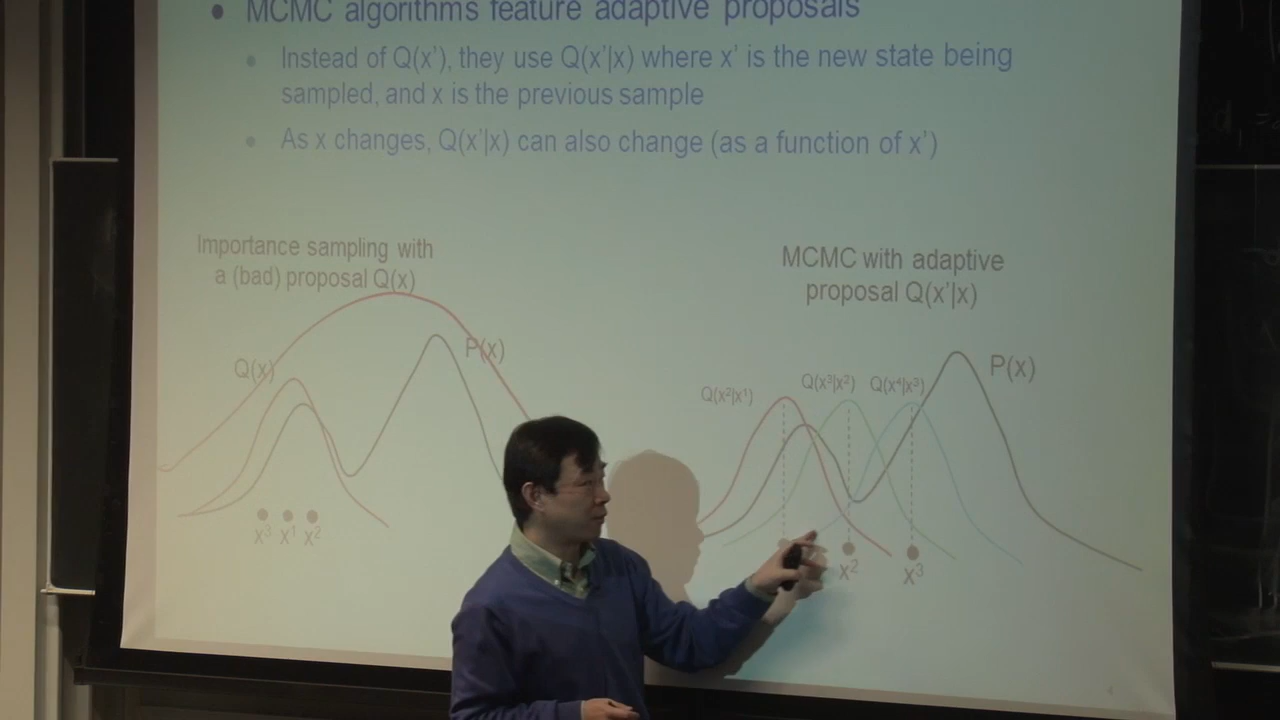 MCMC algorithms feature adaptive proposals
Instead of Q(x'), they use Q(x'|x) where x' is the new state being
sampled, and x is the previous sample
As x changes, Q(x'|x) can also change (as a function of x')
Importance sampling with
a (bad) proposal Q(x)
Q(x)
P(x)
x³ x¹ x²
MCMC with adaptive
proposal Q(x'|x)
Q(x²|x¹)
Q(x³|x²)
Q(x⁴|x³)
P(x)
x²
x³
4